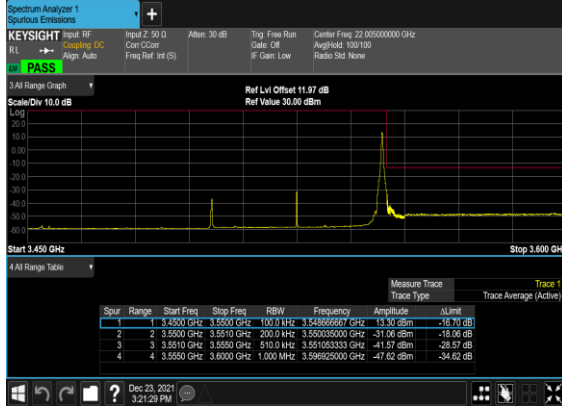 Spectrum Analyzer 1
Spurious Emissions
KEYSIGHT Input: RF Input Z: 50 Ω Atten: 30 dB Trig: Free Run Center Freq: 22.005000000 GHz
RL Coupling: DC Corr CCorr Gate: Off Avg|Hold: 100/100
Align: Auto Freq Ref: Int (S) IF Gain: Low Radio Std: None
PASS
3 All Range Graph Ref Lvl Offset 11.97 dB
Scale/Div 10.0 dB Ref Value 30.00 dBm
Log
20.0
10.0
0.00
-10.0
-20.0
-30.0
-40.0
-50.0
-60.0
Start 3.450 GHz Stop 3.600 GH
4 All Range Table
Measure Trace Trace 1
Trace Type Trace Average (Active)
Spur Range Start Freq Stop Freq RBW Frequency Amplitude ΔLimit
1 1 3.4500 GHz 3.5500 GHz 100.0 kHz 3.548666667 GHz 13.30 dBm -16.70 dB
2 2 3.5500 GHz 3.5510 GHz 200.0 kHz 3.550035000 GHz -31.06 dBm -18.06 dB
3 3 3.5510 GHz 3.5550 GHz 510.0 kHz 3.551053333 GHz -41.57 dBm -28.57 dB
4 4 3.5550 GHz 3.6000 GHz 1.000 MHz 3.596925000 GHz -47.62 dBm -34.62 dB
Dec 23, 2021
3:21:29 PM